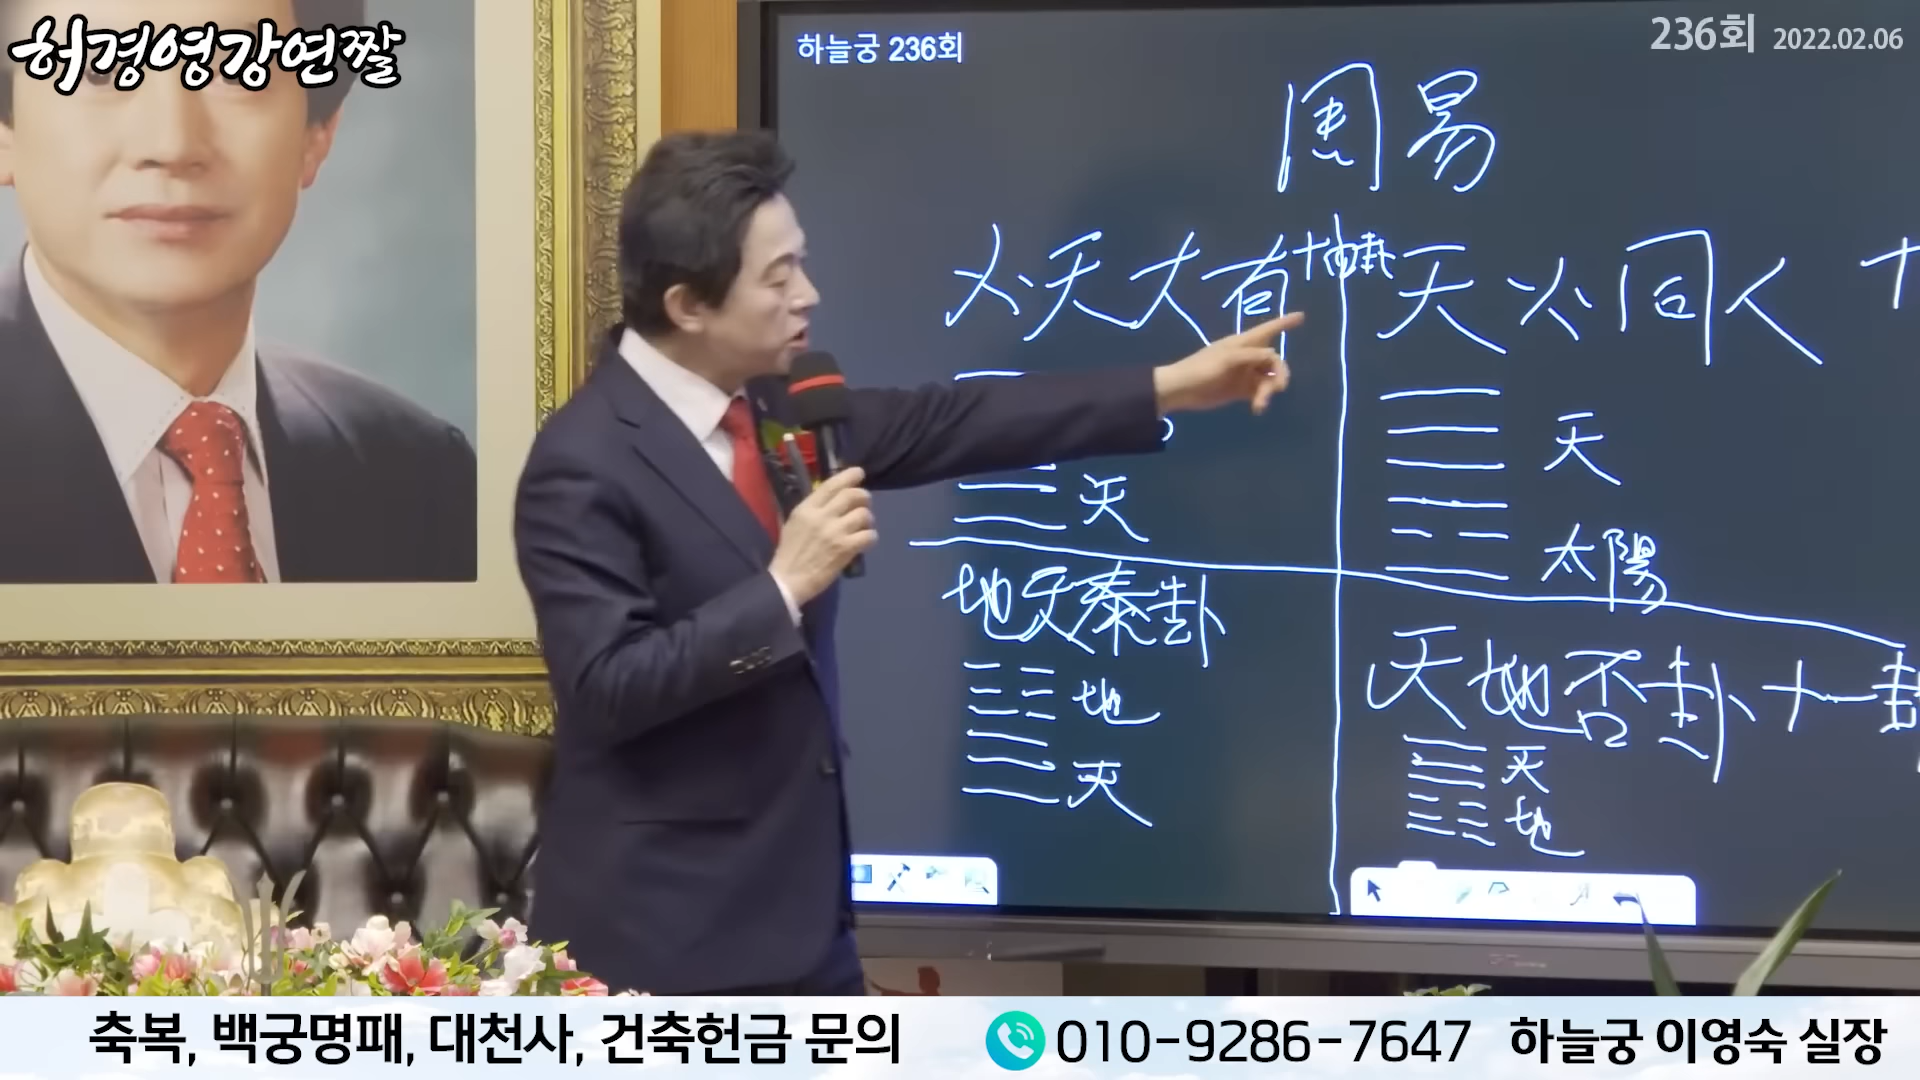 허경영강연짤
하늘궁 236회
236회 2022.02.06
周易
火天大有
天火同人
天
天
太陽
地天泰卦
地
天
天地否卦 十一卦
天
地
축복, 백궁명패, 대천사, 건축헌금 문의
010-9286-7647 하늘궁 이영숙 실장